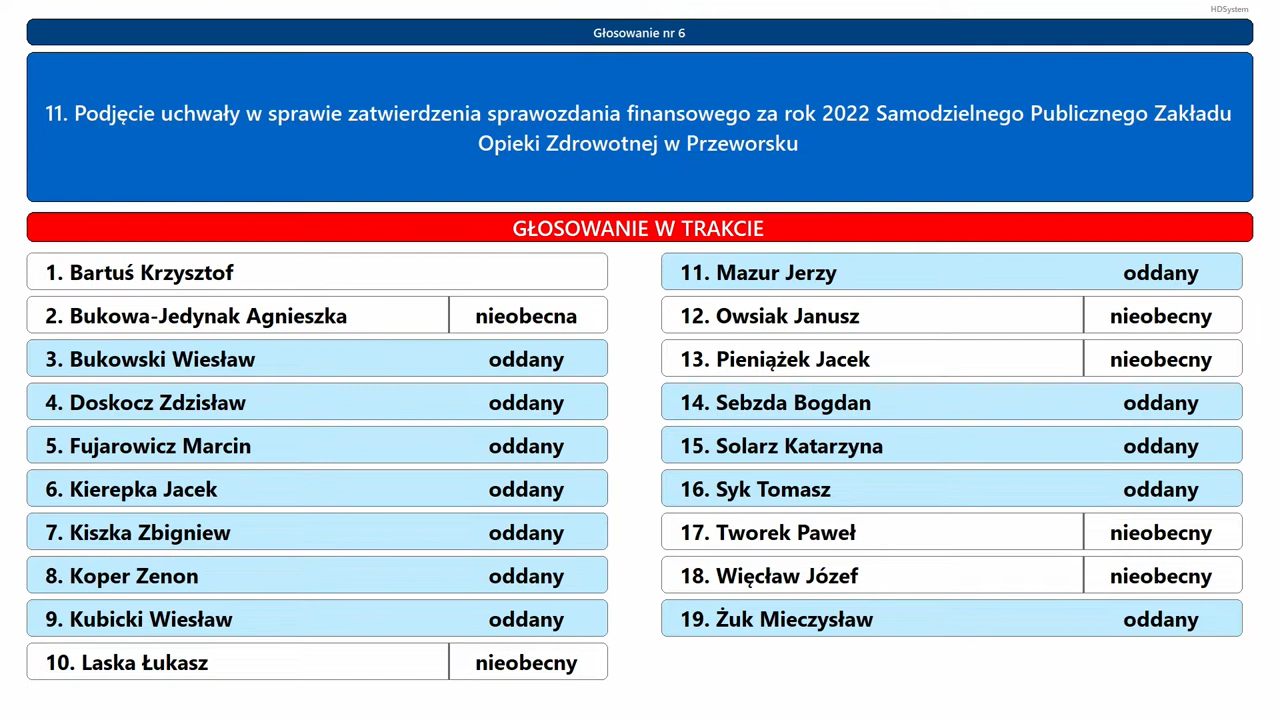 HDSystem
Głosowanie nr 6
11. Podjęcie uchwały w sprawie zatwierdzenia sprawozdania finansowego za rok 2022 Samodzielnego Publicznego Zakładu
Opieki Zdrowotnej w Przeworsku
GŁOSOWANIE W TRAKCIE
1. Bartuś Krzysztof
2. Bukowa-Jedynak Agnieszka nieobecna
3. Bukowski Wiesław oddany
4. Doskocz Zdzisław oddany
5. Fujarowicz Marcin oddany
6. Kierepka Jacek oddany
7. Kiszka Zbigniew oddany
8. Koper Zenon oddany
9. Kubicki Wiesław oddany
10. Laska Łukasz nieobecny
11. Mazur Jerzy oddany
12. Owsiak Janusz nieobecny
13. Pieniążek Jacek nieobecny
14. Sebzda Bogdan oddany
15. Solarz Katarzyna oddany
16. Syk Tomasz oddany
17. Tworek Paweł nieobecny
18. Więcław Józef nieobecny
19. Żuk Mieczysław oddany